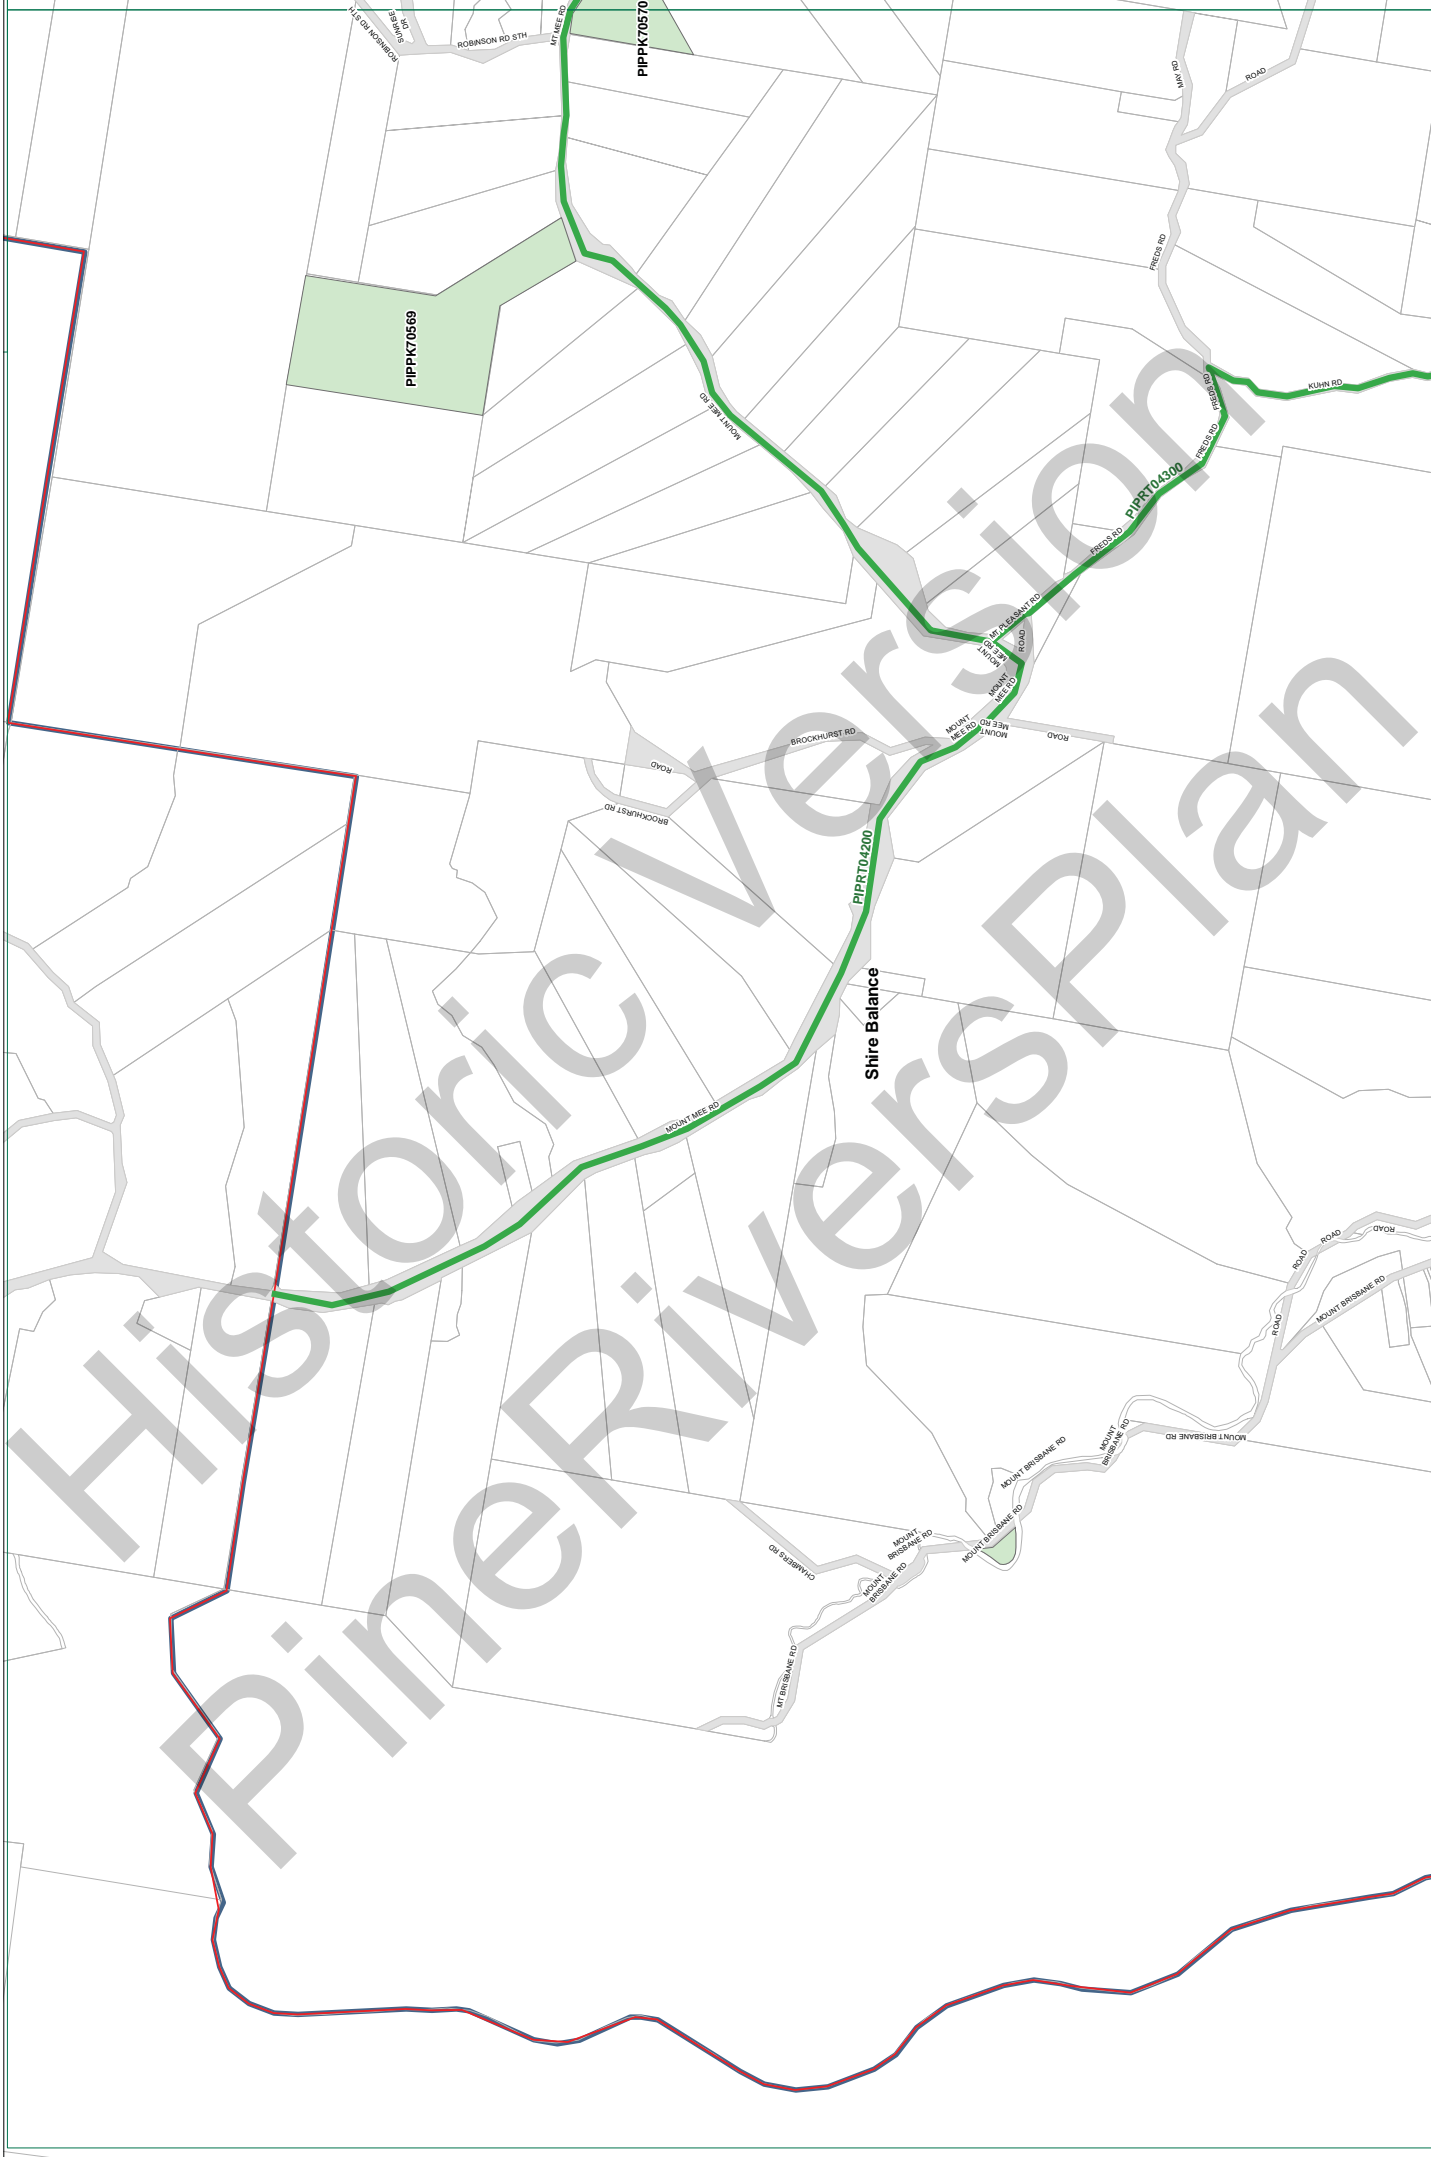 MT MEE RD
PIPPK70570
ROBINSON RD STH
SUNRISE
DR
ROBINSON RD STH
MAY RD
ROAD
FREDS RD
PIPPK70569
MOUNT MEE RD
FREDS RD
KUHN RD
FREDS RD
PIPRT04300
FREDS RD
MT PLEASANT RD
ROAD
MOUNT
MEE RD
MOUNT
MEE RD
MOUNT
MEE RD
MOUNT
MEE RD
ROAD
BROCKHURST RD
ROAD
BROCKHURST RD
PIPRT04200
Shire Balance
MOUNT MEE RD
ROAD
ROAD
ROAD
ROAD
MOUNT BRISBANE RD
MOUNT BRISBANE RD
MOUNT
BRISBANE RD
MOUNT BRISBANE RD
MOUNT BRISBANE RD
MOUNT
BRISBANE RD
MOUNT
BRISBANE RD
CHAMBERS RD
MT BRISBANE RD
Historic Version
PineRiversPlan